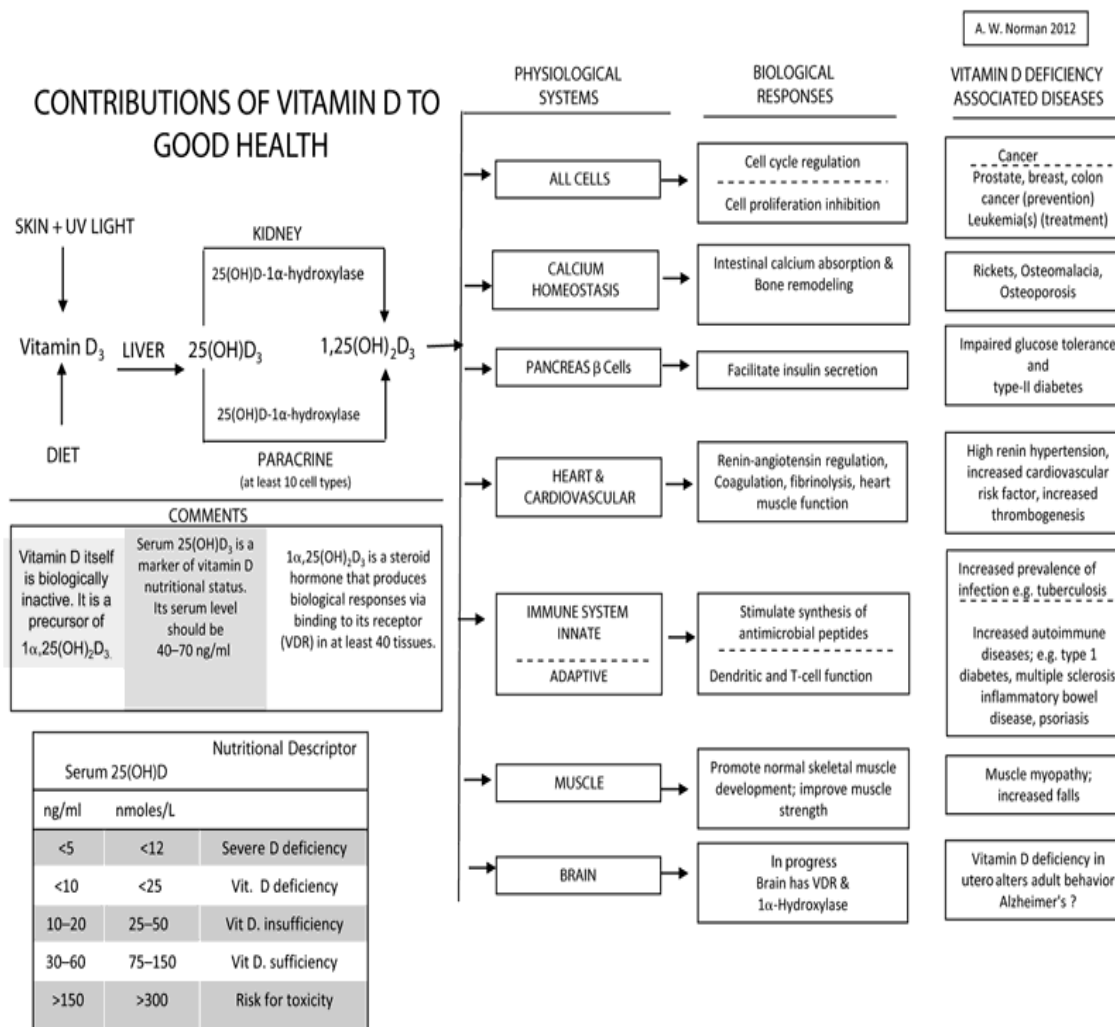 A. W. Norman 2012
CONTRIBUTIONS OF VITAMIN D TO
GOOD HEALTH
SKIN + UV LIGHT
KIDNEY
25(OH)D-1α-hydroxylase
Vitamin D₃
LIVER
25(OH)D₃
1,25(OH)₂D₃
25(OH)D-1α-hydroxylase
DIET
PARACRINE
(at least 10 cell types)
COMMENTS
Vitamin D itself
is biologically
inactive. It is a
precursor of
1α,25(OH)₂D₃.
Serum 25(OH)D₃ is a
marker of vitamin D
nutritional status.
Its serum level
should be
40–70 ng/ml
1α,25(OH)₂D₃ is a steroid
hormone that produces
biological responses via
binding to its receptor
(VDR) in at least 40 tissues.
Nutritional Descriptor
Serum 25(OH)D
ng/ml nmoles/L
<5 <12 Severe D deficiency
<10 <25 Vit. D deficiency
10–20 25–50 Vit D. insufficiency
30–60 75–150 Vit D. sufficiency
>150 >300 Risk for toxicity
PHYSIOLOGICAL
SYSTEMS
BIOLOGICAL
RESPONSES
VITAMIN D DEFICIENCY
ASSOCIATED DISEASES
ALL CELLS
Cell cycle regulation
Cell proliferation inhibition
Cancer
Prostate, breast, colon
cancer (prevention)
Leukemia(s) (treatment)
CALCIUM
HOMEOSTASIS
Intestinal calcium absorption &
Bone remodeling
Rickets, Osteomalacia,
Osteoporosis
PANCREAS β Cells
Facilitate insulin secretion
Impaired glucose tolerance
and
type-II diabetes
HEART &
CARDIOVASCULAR
Renin-angiotensin regulation,
Coagulation, fibrinolysis, heart
muscle function
High renin hypertension,
increased cardiovascular
risk factor, increased
thrombogenesis
IMMUNE SYSTEM
INNATE
ADAPTIVE
Stimulate synthesis of
antimicrobial peptides
Dendritic and T-cell function
Increased prevalence of
infection e.g. tuberculosis
Increased autoimmune
diseases; e.g. type 1
diabetes, multiple sclerosis
inflammatory bowel
disease, psoriasis
MUSCLE
Promote normal skeletal muscle
development; improve muscle
strength
Muscle myopathy;
increased falls
BRAIN
In progress
Brain has VDR &
1α-Hydroxylase
Vitamin D deficiency in
utero alters adult behavior
Alzheimer's ?